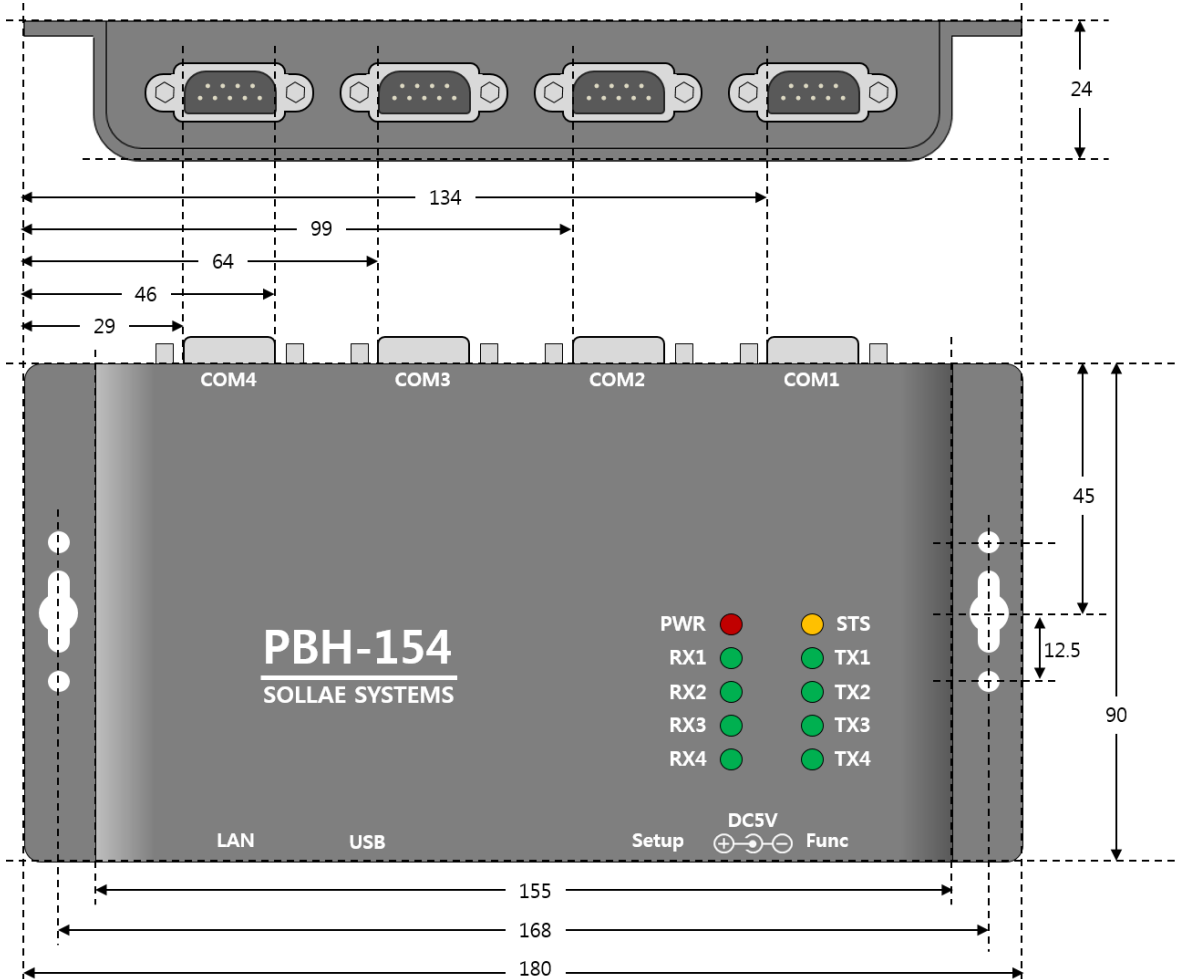 24
134
99
64
46
29
COM4 COM3 COM2 COM1
45
PWR STS
RX1 TX1
12.5
PBH-154
RX2 TX2
SOLLAE SYSTEMS
90
RX3 TX3
RX4 TX4
DC5V
LAN USB Setup Func
155
168
180